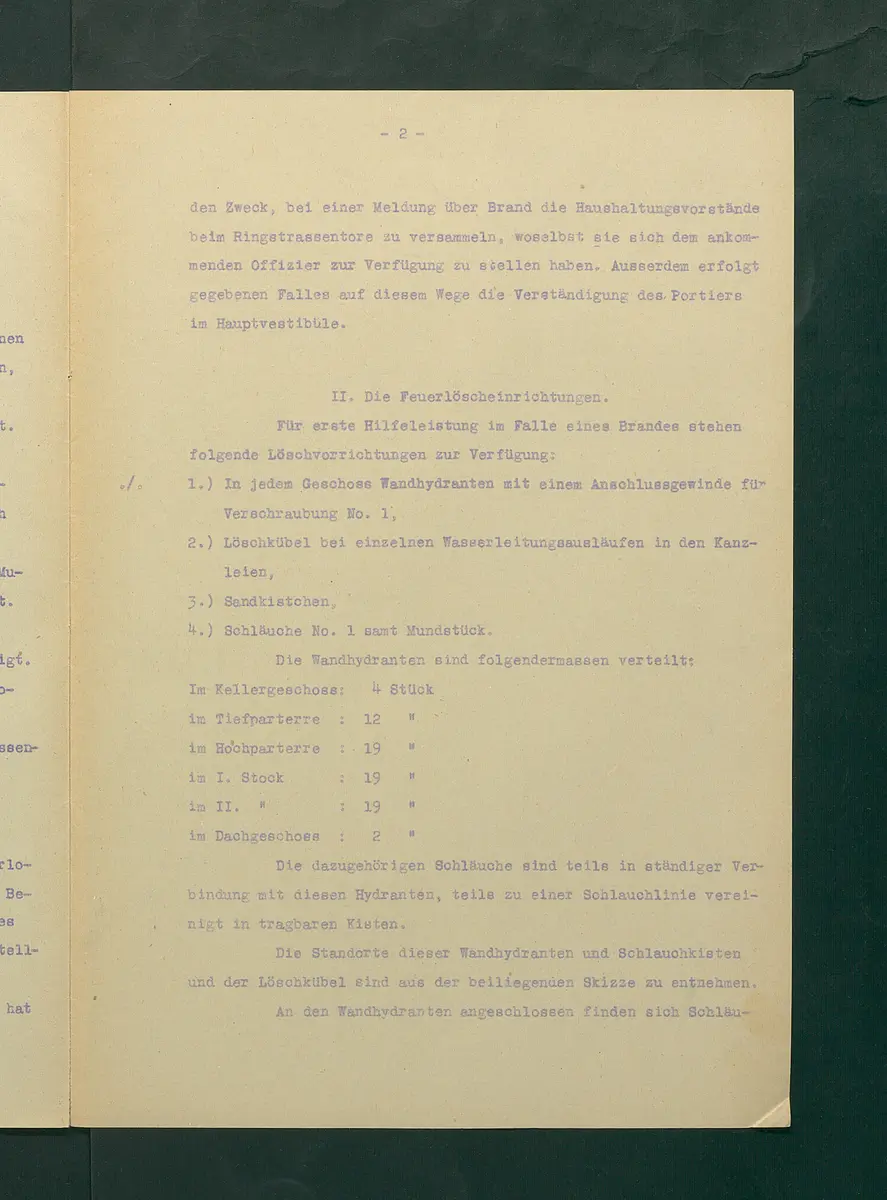 - 2 -
den Zweck, bei einer Meldung über Brand die Haushaltungsvorstände
beim Ringstrassentore zu versammeln, woselbst sie sich dem ankom-
menden Offizier zur Verfügung zu stellen haben. Ausserdem erfolgt
gegebenen Falles auf diesem Wege die Verständigung des Portiers
im Hauptvestibüle.
II. Die Feuerlöscheinrichtungen.
Für erste Hilfeleistung im Falle eines Brandes stehen
folgende Löschvorrichtungen zur Verfügung:
./. 1.) In jedem Geschoss Wandhydranten mit einem Anschlussgewinde für
Verschraubung No. 1,
2.) Löschkübel bei einzelnen Wasserleitungsausläufen in den Kanz-
leien,
3.) Sandkistchen,
4.) Schläuche No. 1 samt Mundstück.
Die Wandhydranten sind folgendermassen verteilt:
Im Kellergeschoss: 4 Stück
im Tiefparterre : 12 "
im Hochparterre : 19 "
im I. Stock : 19 "
im II. " : 19 "
im Dachgeschoss : 2 "
Die dazugehörigen Schläuche sind teils in ständiger Ver-
bindung mit diesen Hydranten, teils zu einer Schlauchlinie verei-
nigt in tragbaren Kisten.
Die Standorte dieser Wandhydranten und Schlauchkisten
und der Löschkübel sind aus der beiliegenden Skizze zu entnehmen.
An den Wandhydranten angeschlossen finden sich Schläu-